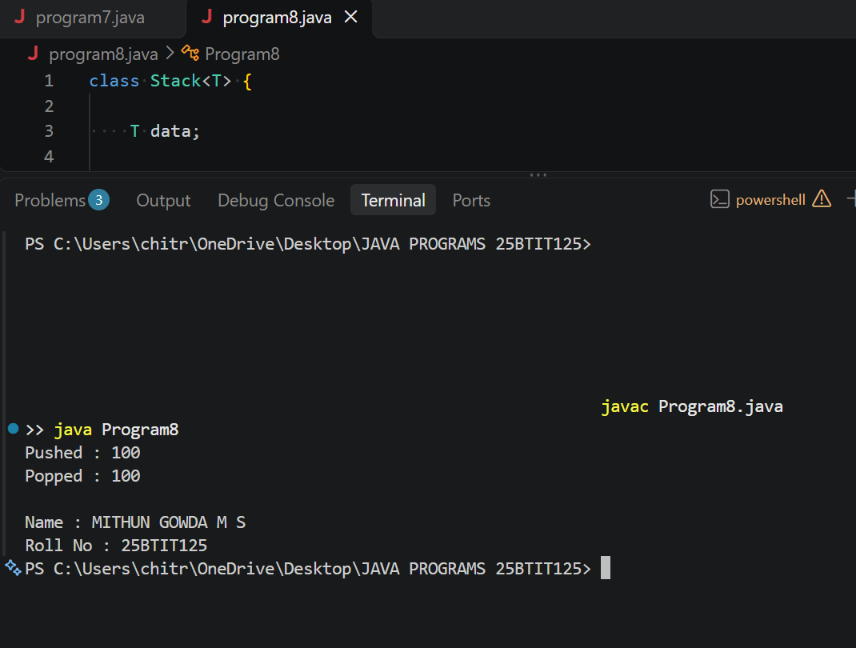 program7.java program8.java
program8.java > Program8
1 class Stack<T> {
2
3 T data;
4
Problems 3 Output Debug Console Terminal Ports powershell
PS C:\Users\chitr\OneDrive\Desktop\JAVA PROGRAMS 25BTIT125>
javac Program8.java
>> java Program8
Pushed : 100
Popped : 100
Name : MITHUN GOWDA M S
Roll No : 25BTIT125
PS C:\Users\chitr\OneDrive\Desktop\JAVA PROGRAMS 25BTIT125>